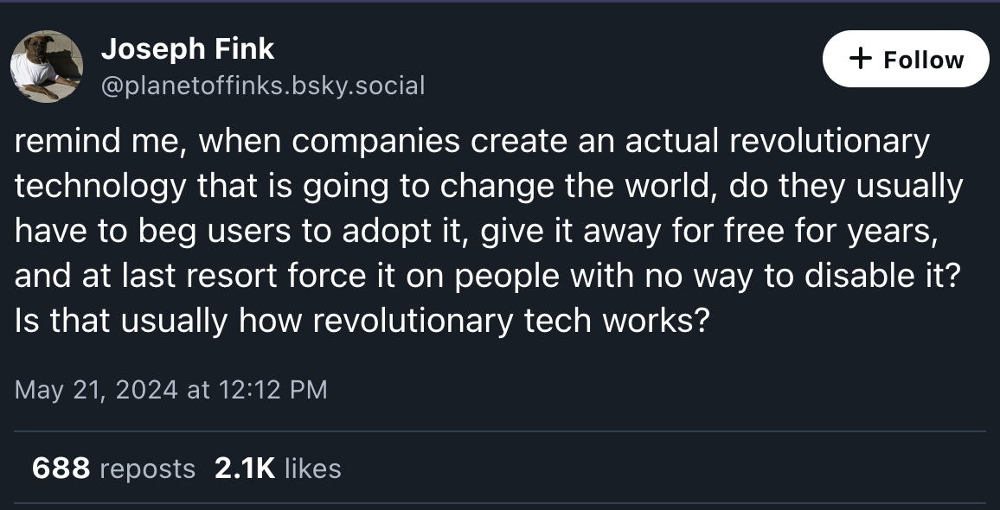 Joseph Fink
@planetoffinks.bsky.social
+ Follow
remind me, when companies create an actual revolutionary
technology that is going to change the world, do they usually
have to beg users to adopt it, give it away for free for years,
and at last resort force it on people with no way to disable it?
Is that usually how revolutionary tech works?
May 21, 2024 at 12:12 PM
688 reposts 2.1K likes